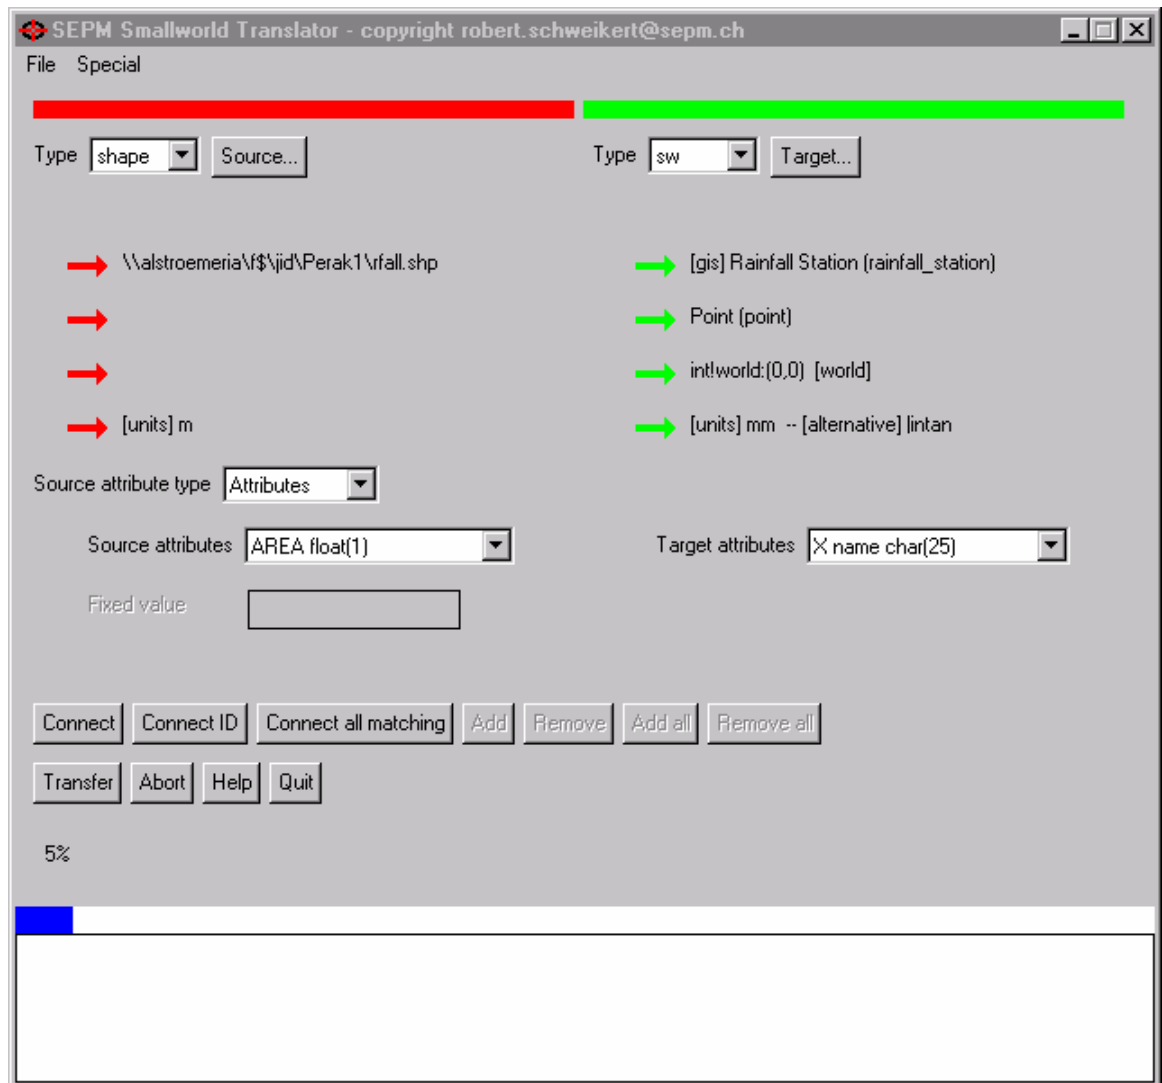 SEPM Smallworld Translator - copyright robert.schweikert@sepm.ch
File Special
Type shape Source... Type sw Target...
\\alstroemeria\f$\jid\Perak1\rfall.shp [gis] Rainfall Station (rainfall_station)
Point (point)
int!world:(0,0) [world]
[units] m [units] mm -- [alternative] |intan
Source attribute type Attributes
Source attributes AREA float(1) Target attributes X name char(25)
Fixed value
Connect Connect ID Connect all matching Add Remove Add all Remove all
Transfer Abort Help Quit
5%